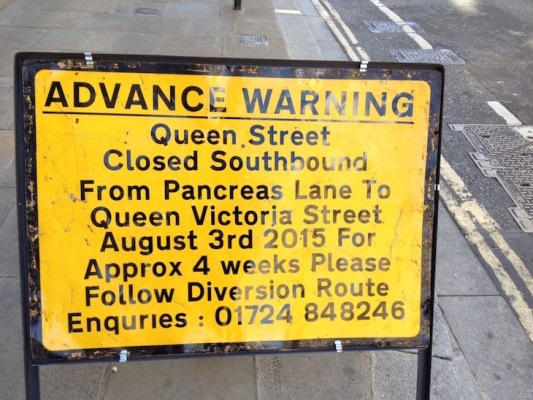 ADVANCE WARNING
Queen Street
Closed Southbound
From Pancreas Lane To
Queen Victoria Street
August 3rd 2015 For
Approx 4 weeks Please
Follow Diversion Route
Enquries : 01724 848246